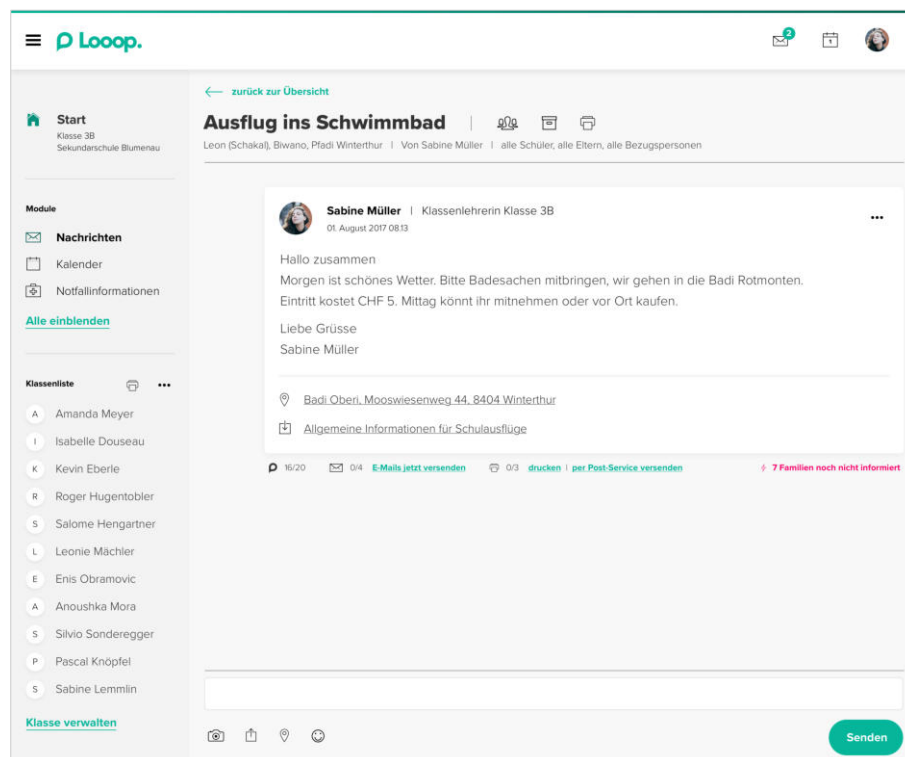 Looop.
2
1
zurück zur Übersicht
Start
Klasse 3B
Sekundarschule Blumenau
Ausflug ins Schwimmbad |
Leon (Schakal), Biwano, Pfadi Winterthur | Von Sabine Müller | alle Schüler, alle Eltern, alle Bezugspersonen
Module
Nachrichten
Kalender
Notfallinformationen
Alle einblenden
Klassenliste
A Amanda Meyer
I Isabelle Douseau
K Kevin Eberle
R Roger Hugentobler
S Salome Hengartner
L Leonie Mächler
E Enis Obramovic
A Anoushka Mora
S Silvio Sonderegger
P Pascal Knöpfel
S Sabine Lemmlin
Klasse verwalten
Sabine Müller | Klassenlehrerin Klasse 3B
01. August 2017 08.13
Hallo zusammen
Morgen ist schönes Wetter. Bitte Badesachen mitbringen, wir gehen in die Badi Rotmonten.
Eintritt kostet CHF 5. Mittag könnt ihr mitnehmen oder vor Ort kaufen.
Liebe Grüsse
Sabine Müller
Badi Oberi, Mooswiesenweg 44, 8404 Winterthur
Allgemeine Informationen für Schulausflüge
16/20 0/4 E-Mails jetzt versenden 0/3 drucken | per Post-Service versenden 7 Familien noch nicht informiert
Senden